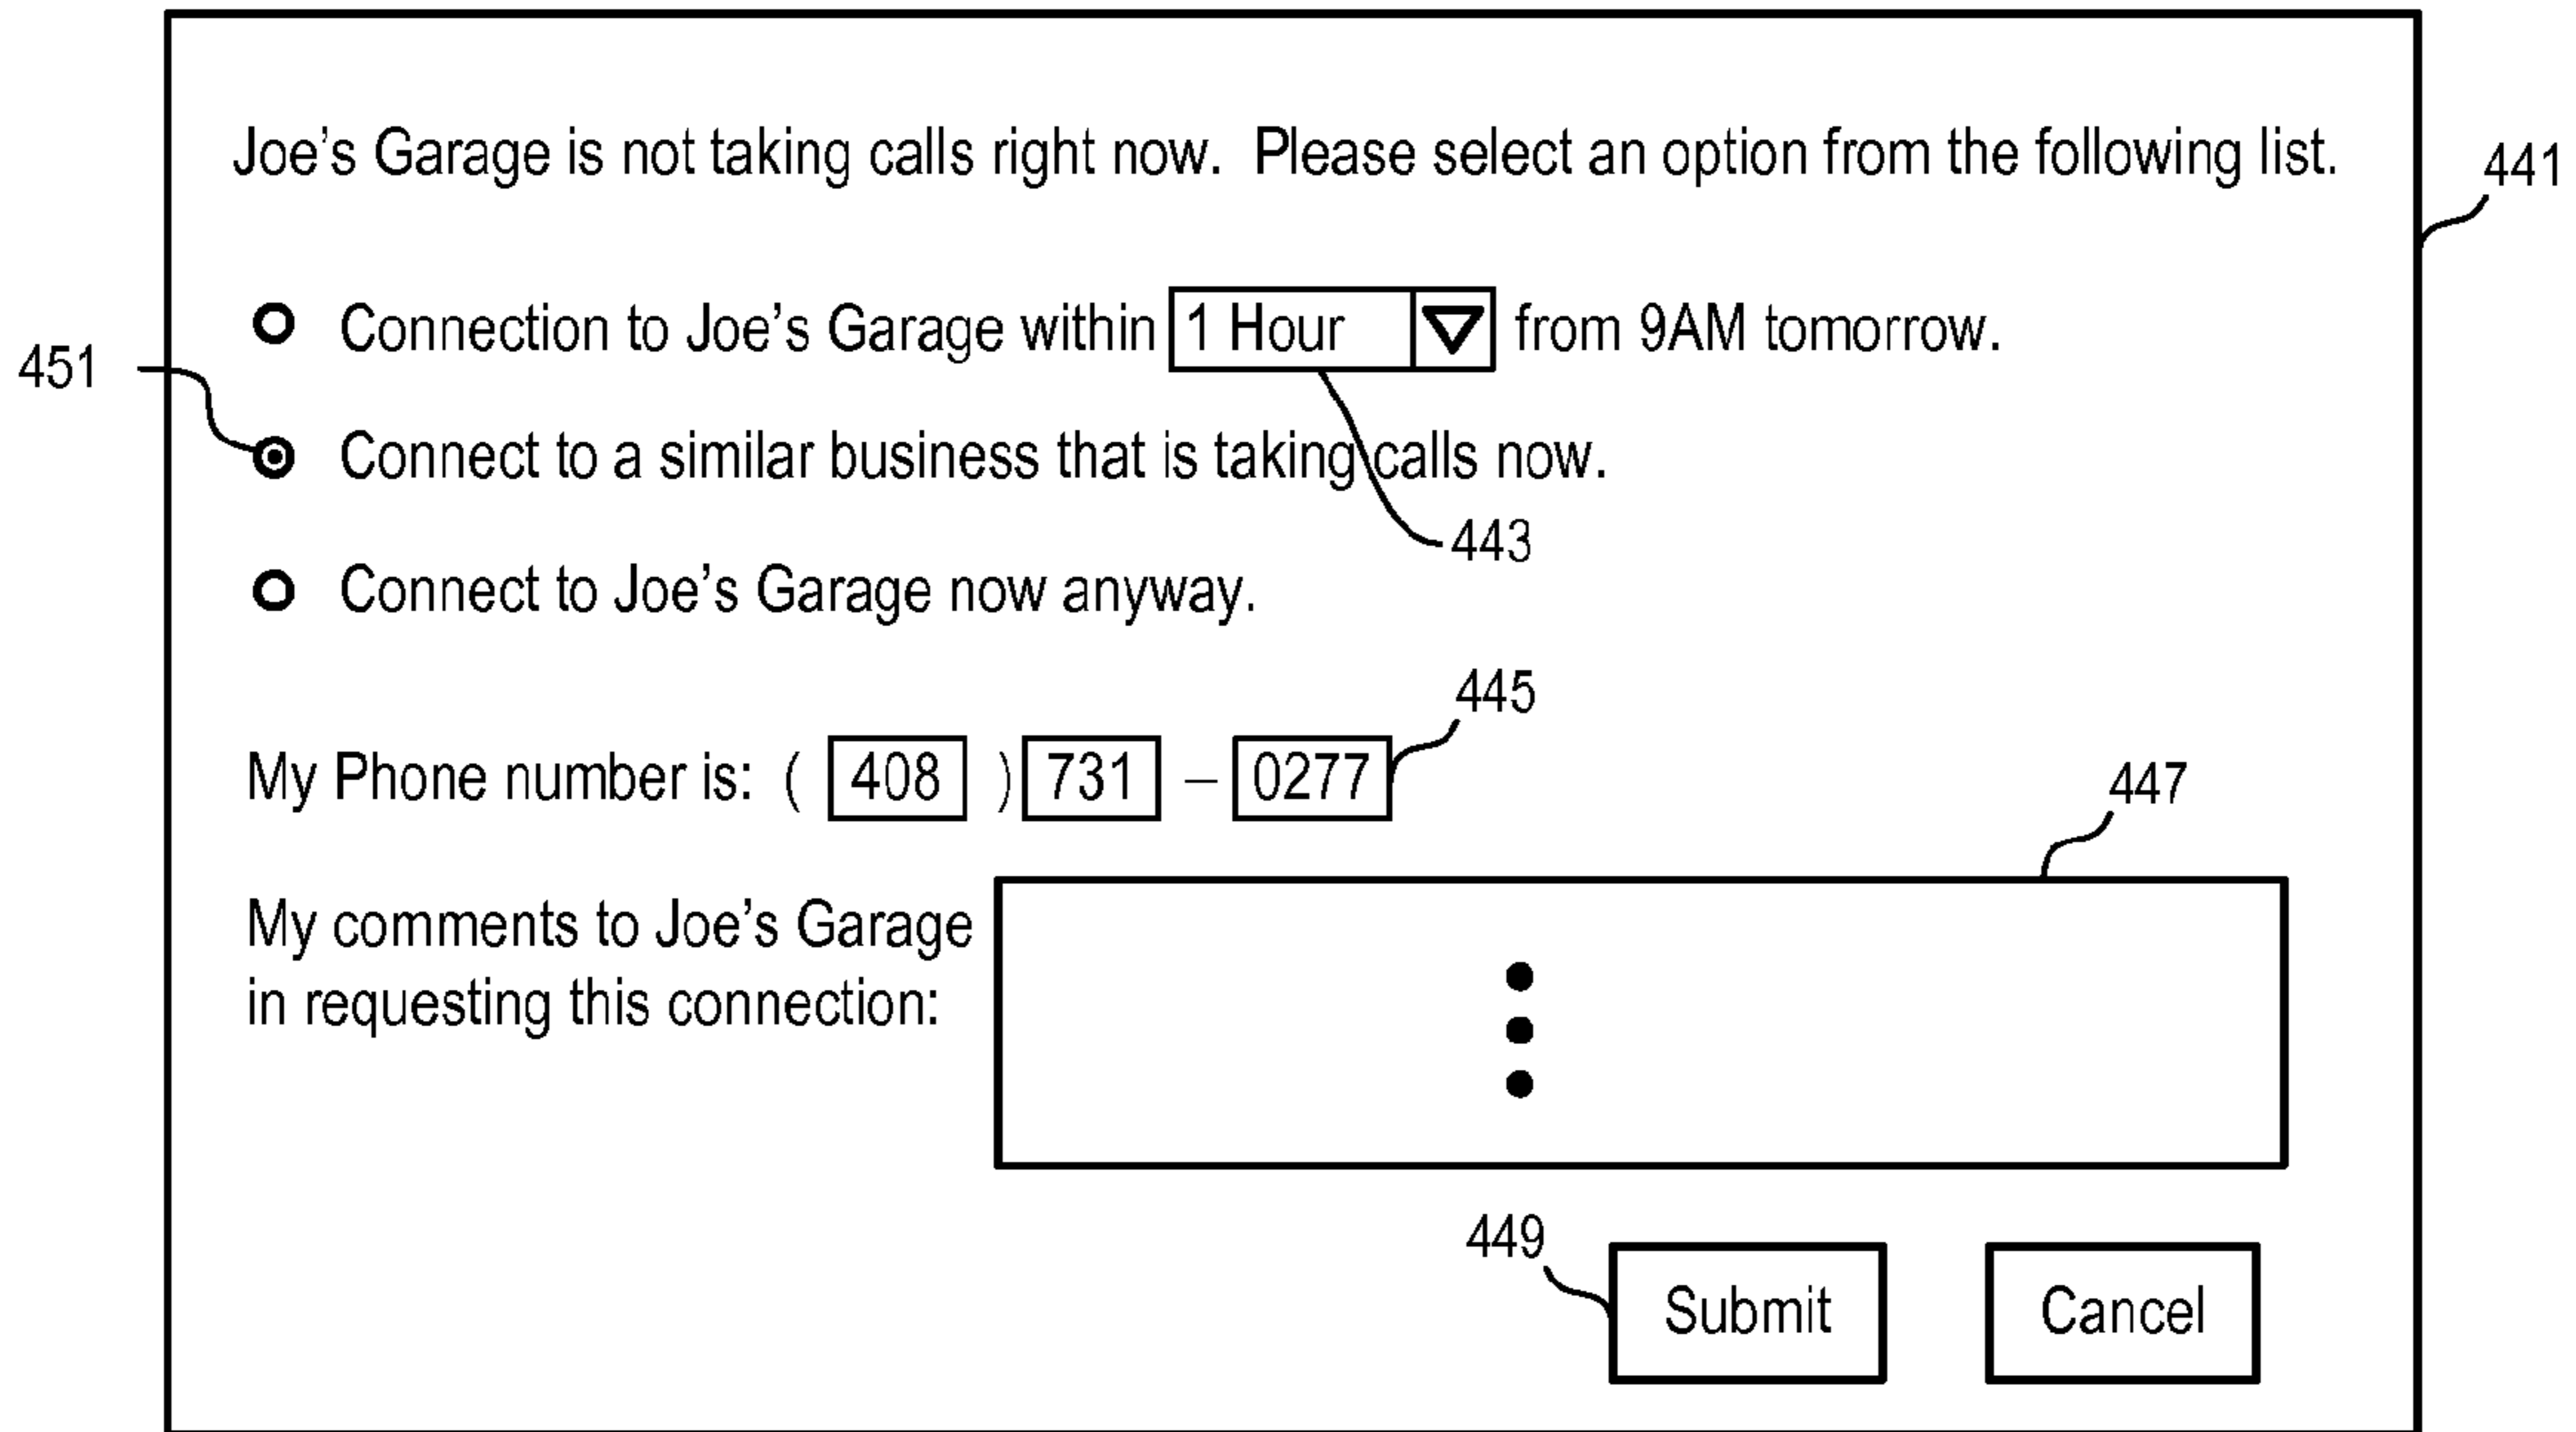 Joe's Garage is not taking calls right now. Please select an option from the following list.
441
Connection to Joe's Garage within 1 Hour from 9AM tomorrow.
451
Connect to a similar business that is taking calls now.
443
Connect to Joe's Garage now anyway.
445
My Phone number is: ( 408 ) 731 – 0277
447
My comments to Joe's Garage
in requesting this connection:
449
Submit Cancel